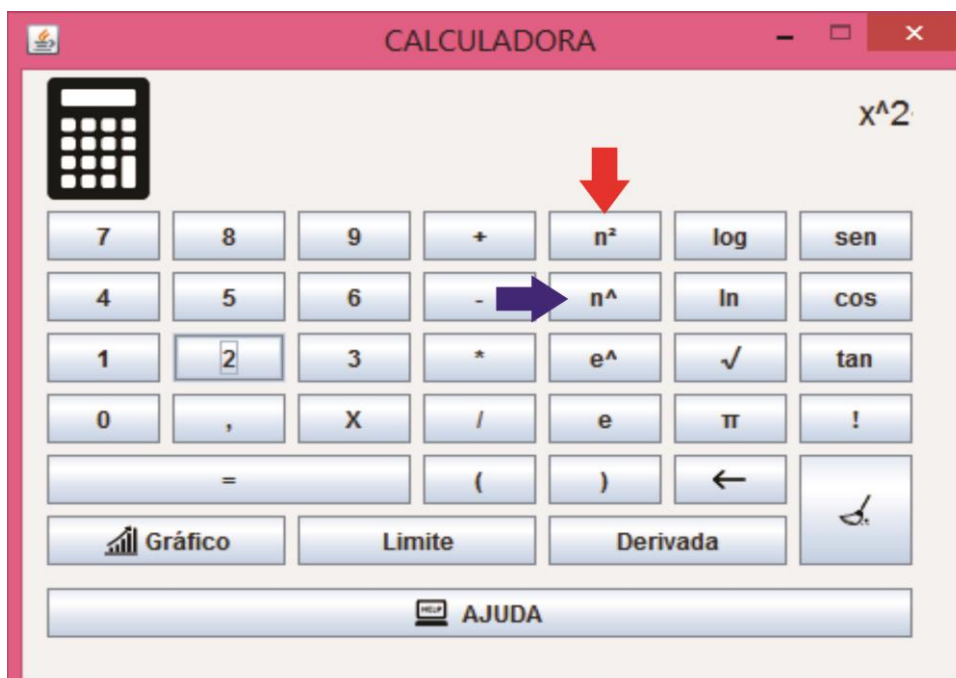 CALCULADORA
x^2
7 8 9 + n² log sen
4 5 6 - n^ ln cos
1 2 3 * e^ √ tan
0 , X / e π !
= ( ) ←
Gráfico Limite Derivada
HELP AJUDA